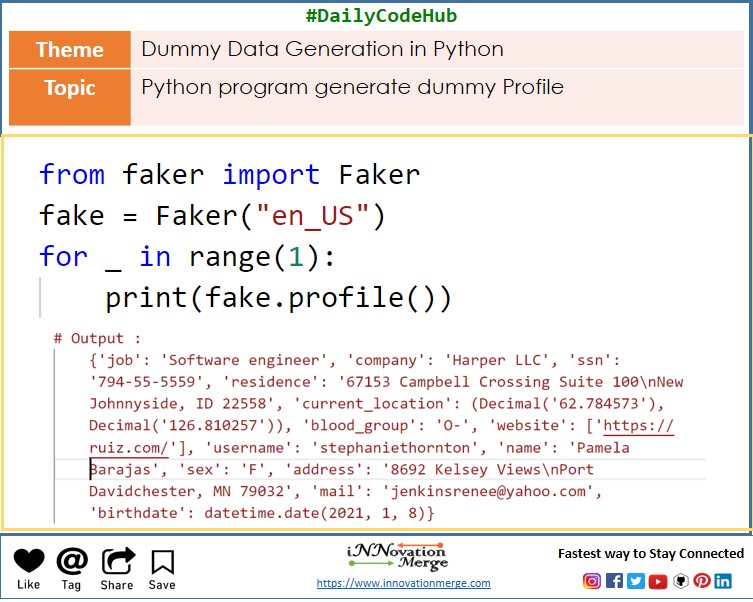 #DailyCodeHub
Theme Dummy Data Generation in Python
Topic Python program generate dummy Profile
from faker import Faker
fake = Faker("en_US")
for _ in range(1):
    print(fake.profile())
# Output :
{'job': 'Software engineer', 'company': 'Harper LLC', 'ssn':
'794-55-5559', 'residence': '67153 Campbell Crossing Suite 100\nNew
Johnnyside, ID 22558', 'current_location': (Decimal('62.784573'),
Decimal('126.810257')), 'blood_group': 'O-', 'website': ['https://
ruiz.com/'], 'username': 'stephaniethornton', 'name': 'Pamela
Barajas', 'sex': 'F', 'address': '8692 Kelsey Views\nPort
Davidchester, MN 79032', 'mail': 'jenkinsrenee@yahoo.com',
'birthdate': datetime.date(2021, 1, 8)}
Like Tag Share Save
iNNovation
Merge
https://www.innovationmerge.com
Fastest way to Stay Connected